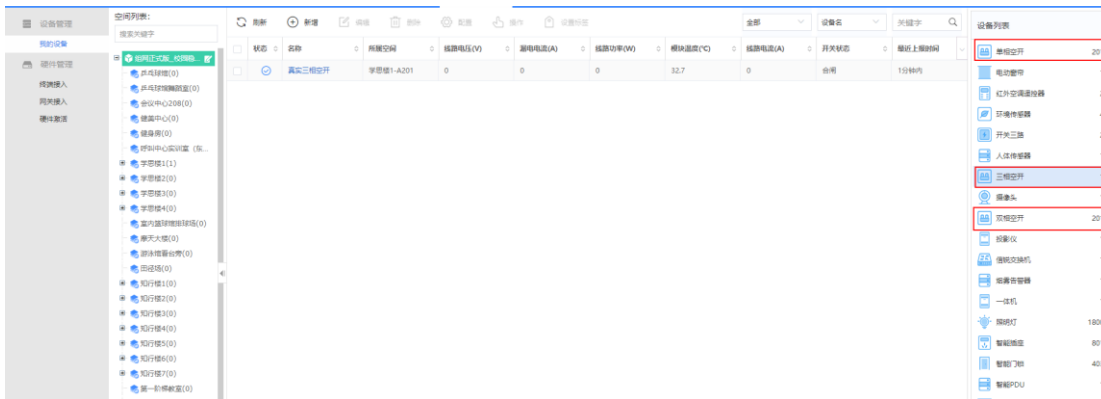 设备管理
我的设备
硬件管理
终端接入
网关接入
硬件激活
空间列表:
搜索关键字
乒乓球馆(0)
乒乓球馆舞蹈室(0)
会议中心208(0)
健美中心(0)
健身房(0)
呼叫中心实训室（东...
学思楼1(1)
学思楼2(0)
学思楼3(0)
学思楼4(0)
室内篮球馆排球场(0)
摩天大楼(0)
游泳馆看台旁(0)
田径场(0)
知行楼1(0)
知行楼2(0)
知行楼3(0)
知行楼4(0)
知行楼5(0)
知行楼6(0)
知行楼7(0)
第一阶梯教室(0)
刷新 新增 编辑 删除 配置 操作 设置标签 全部 设备名 关键字
状态 名称 所属空间 线路电压(V) 漏电电流(A) 线路功率(W) 模块温度(℃) 线路电流(A) 开关状态 最近上报时间
真实三相空开 学思楼1-A201 0 0 0 32.7 0 合闸 1分钟内
设备列表
单相空开 20
电动窗帘
红外空调遥控器
环境传感器
开关三路
人体传感器
三相空开
摄像头
双相空开 20
投影仪
信锐交换机
烟雾告警器
一体机
照明灯 180
智能插座 80
智能门锁 40
智能PDU